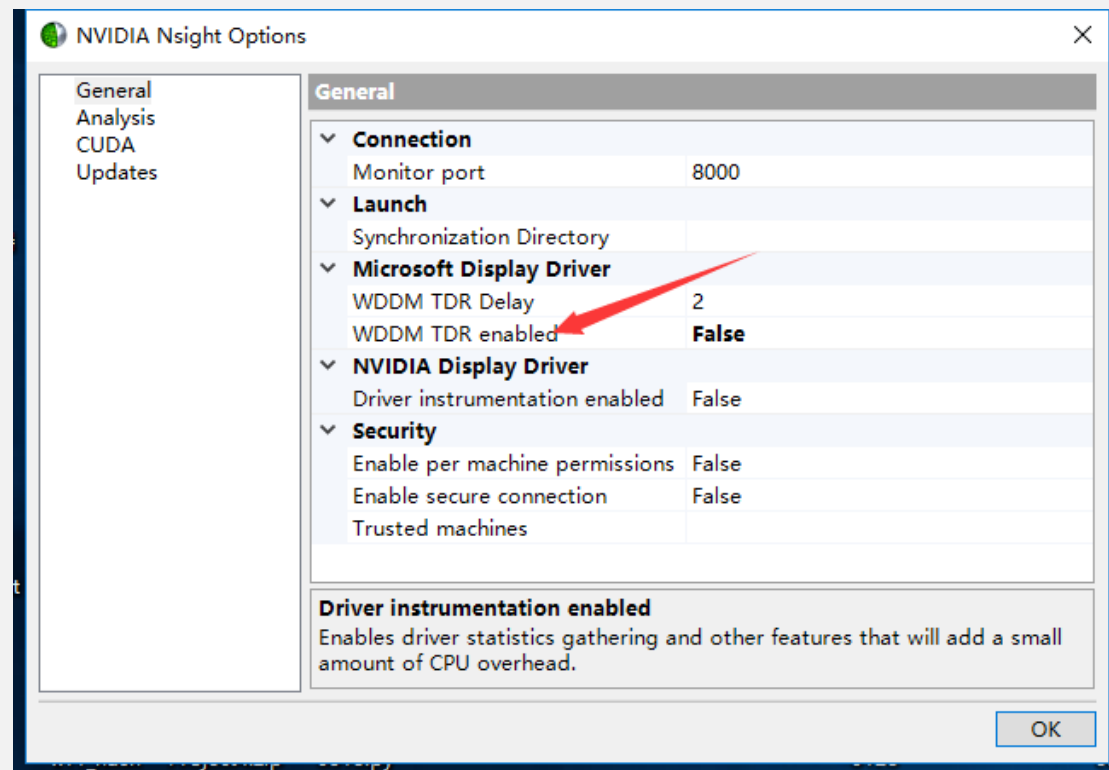 NVIDIA Nsight Options
General
Analysis
CUDA
Updates
General
Connection
Monitor port 8000
Launch
Synchronization Directory
Microsoft Display Driver
WDDM TDR Delay 2
WDDM TDR enabled False
NVIDIA Display Driver
Driver instrumentation enabled False
Security
Enable per machine permissions False
Enable secure connection False
Trusted machines
Driver instrumentation enabled
Enables driver statistics gathering and other features that will add a small
amount of CPU overhead.
OK